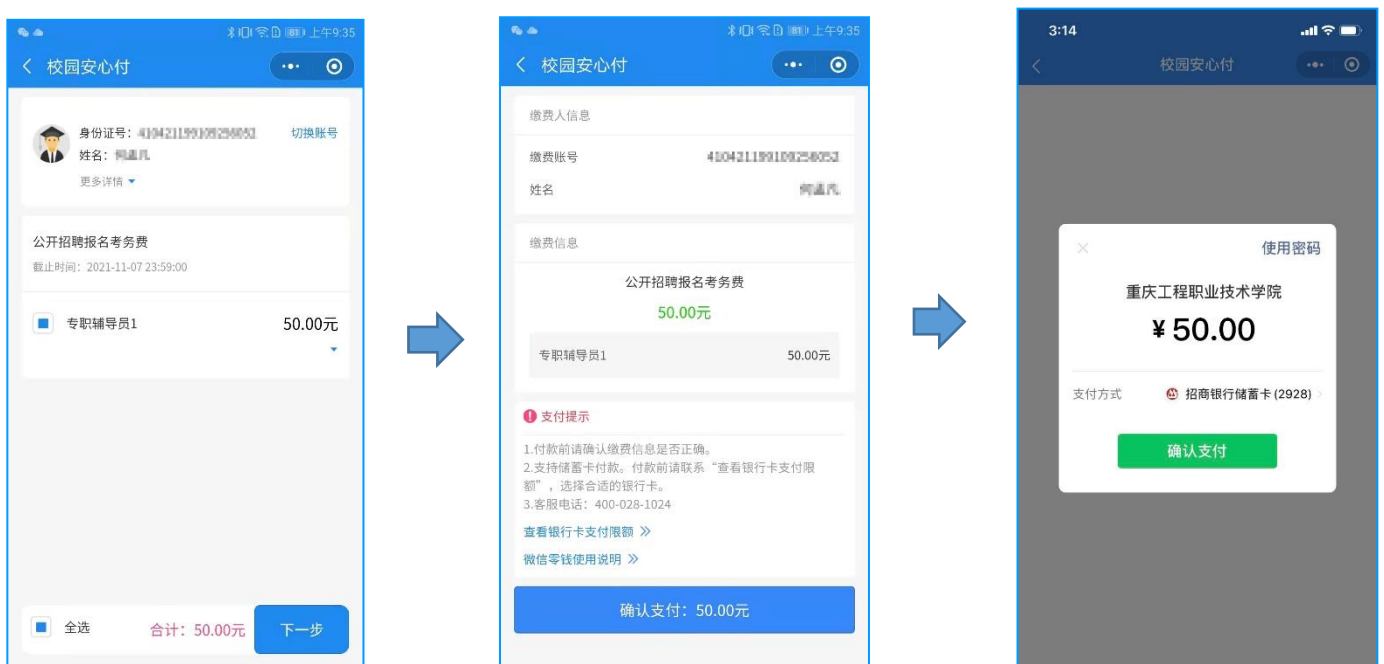 上午9:35
校园安心付
身份证号：
切换账号
姓名：
更多详情
公开招聘报名考务费
截止时间：2021-11-07 23:59:00
专职辅导员1 50.00元
全选 合计：50.00元 下一步
上午9:35
校园安心付
缴费人信息
缴费账号
姓名
缴费信息
公开招聘报名考务费
50.00元
专职辅导员1 50.00元
支付提示
1.付款前请确认缴费信息是否正确。
2.支持储蓄卡付款。付款前请联系“查看银行卡支付限
额”，选择合适的银行卡。
3.客服电话：400-028-1024
查看银行卡支付限额
微信零钱使用说明
确认支付：50.00元
3:14
校园安心付
使用密码
重庆工程职业技术学院
¥50.00
支付方式 招商银行储蓄卡(2928)
确认支付